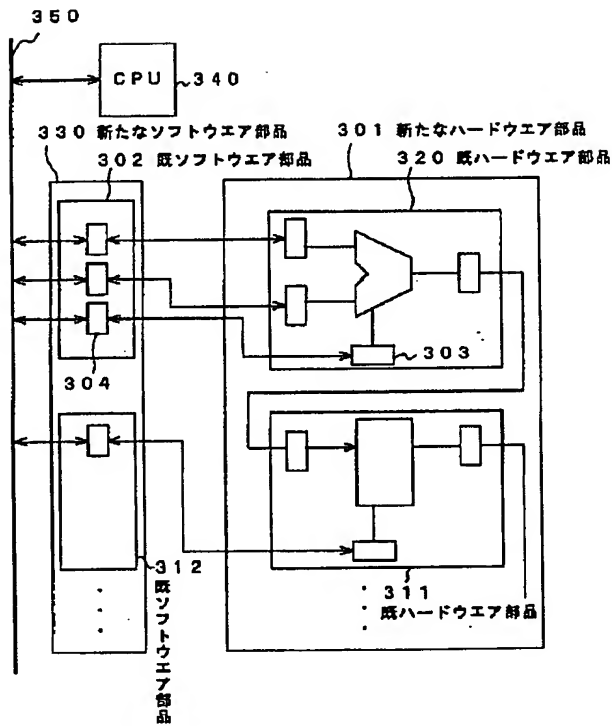 ３５０
ＣＰＵ
３４０
３３０ 新たなソフトウエア部品
３０２ 既ソフトウエア部品
３０１ 新たなハードウエア部品
３２０ 既ハードウエア部品
３０４
３０３
３１２
既ソフトウエア部品
３１１
既ハードウエア部品